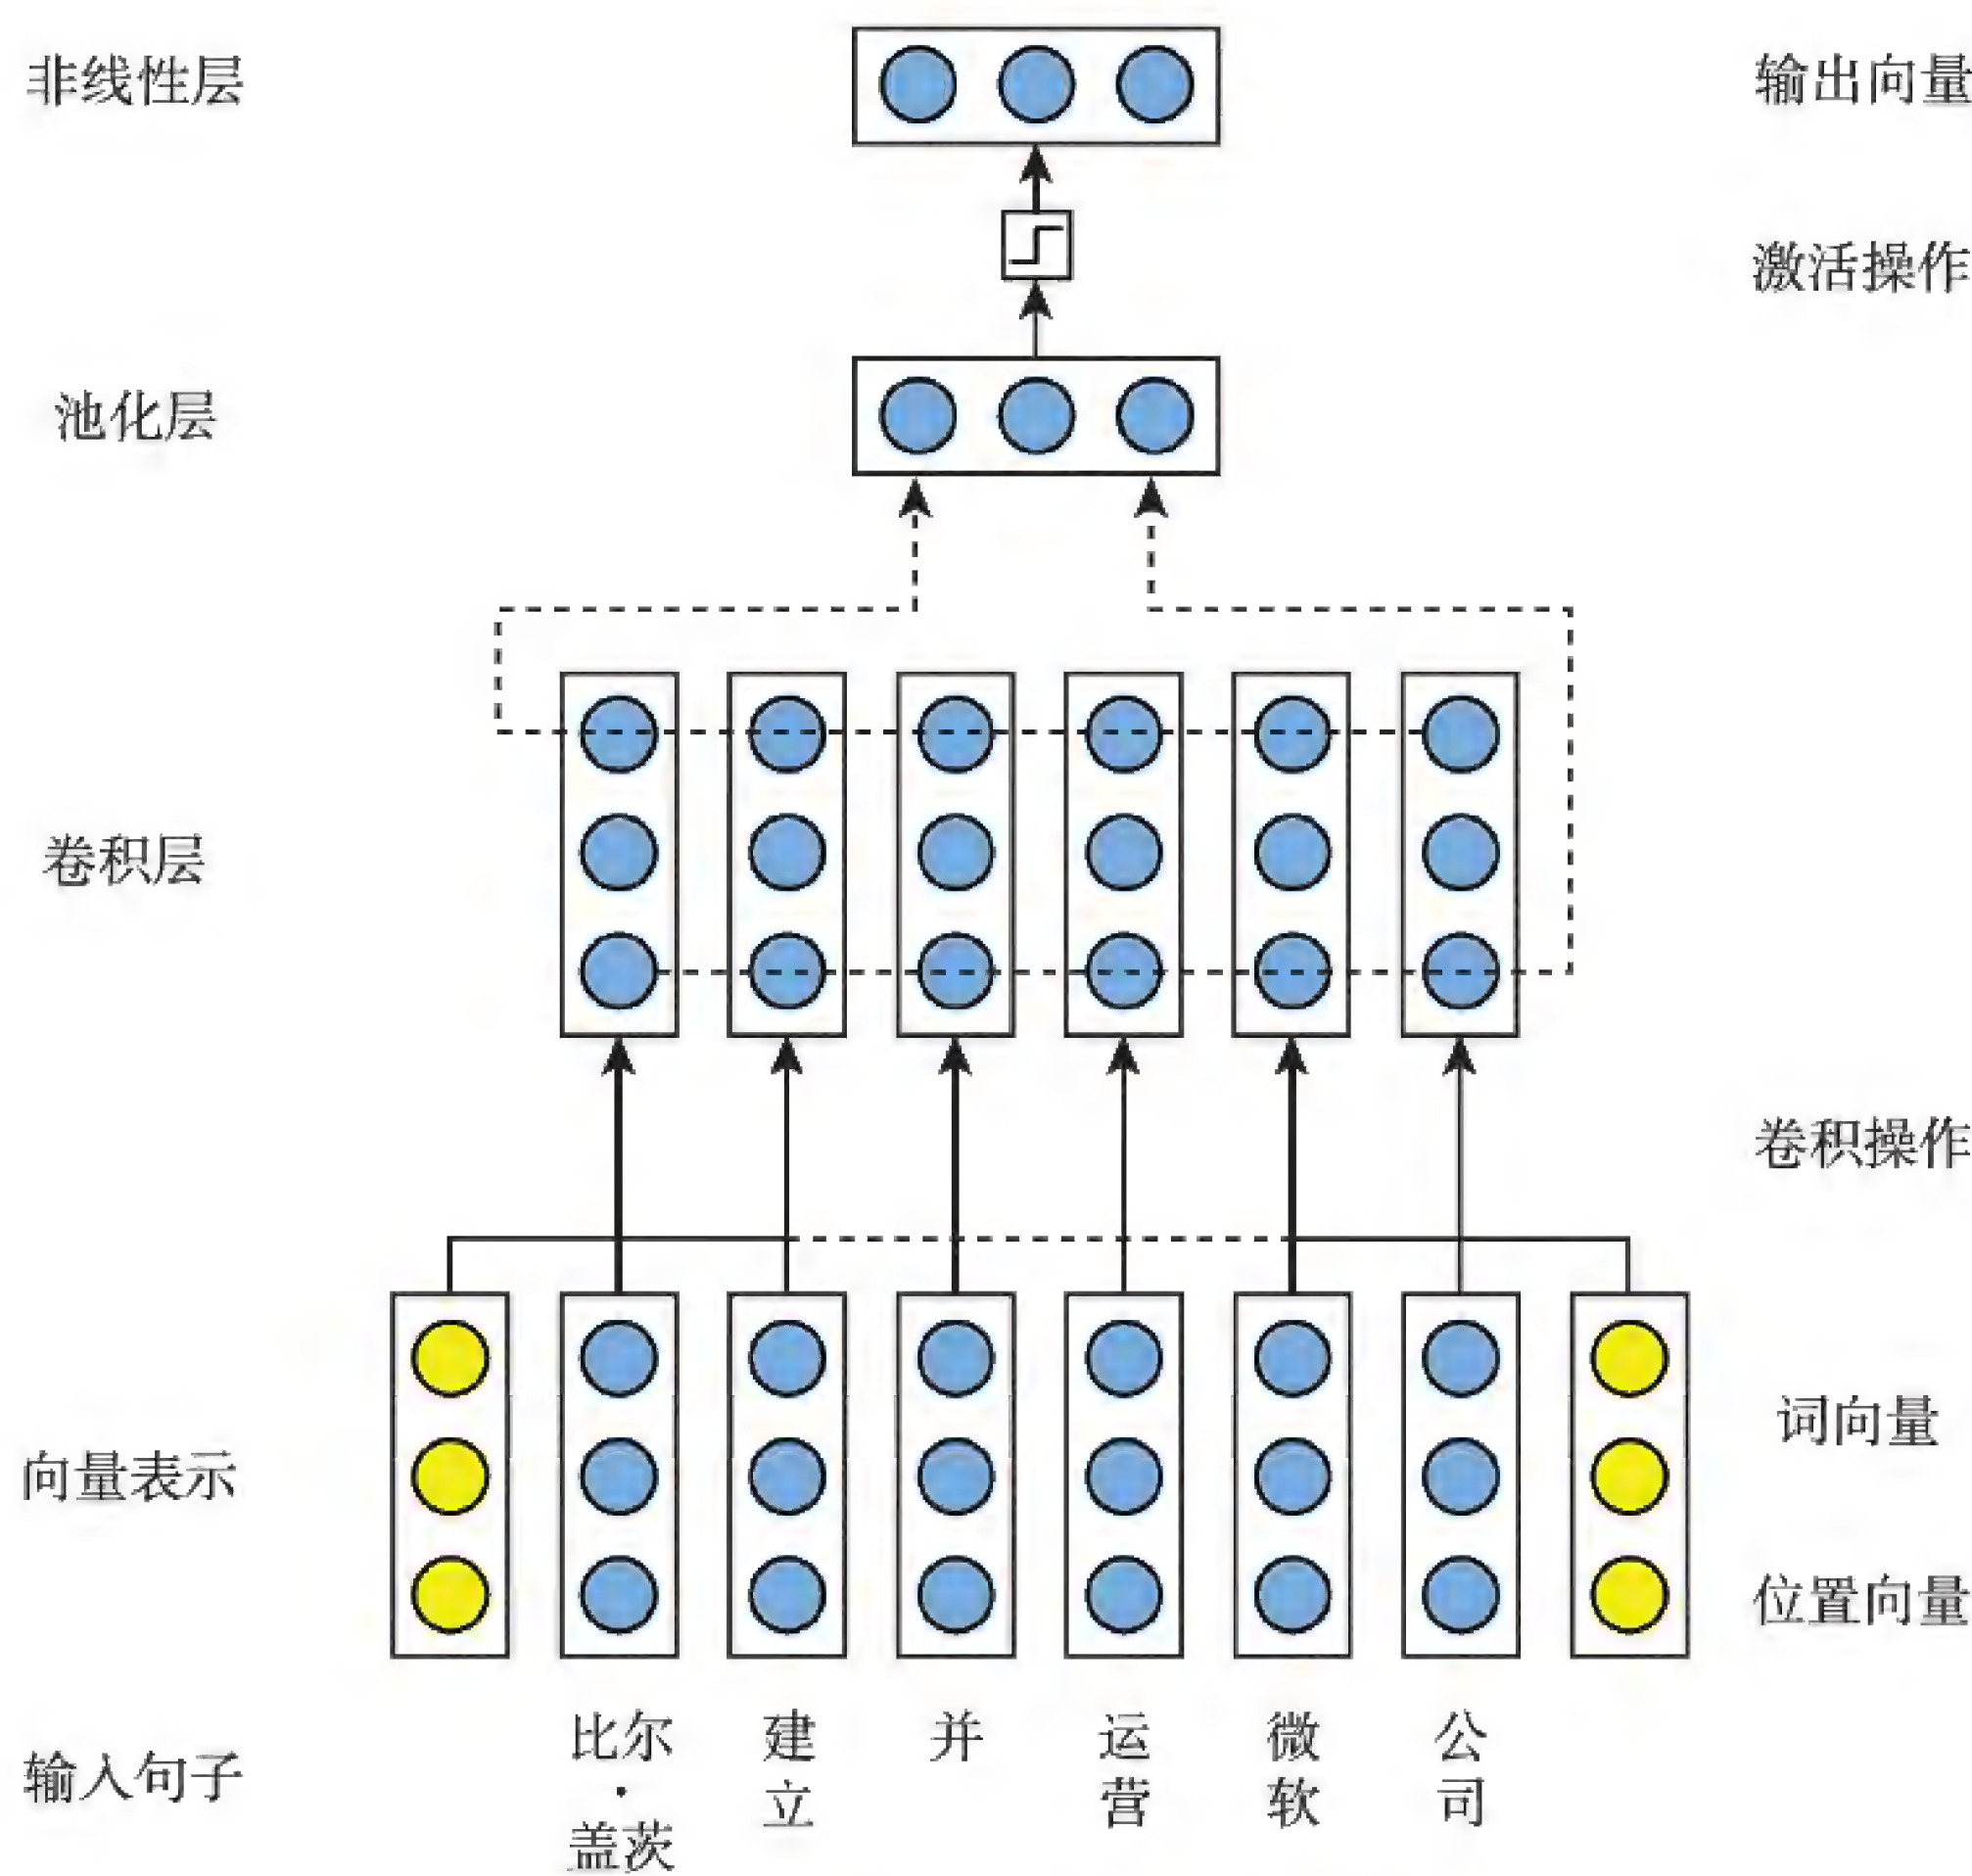 非线性层
输出向量
激活操作
池化层
卷积层
卷积操作
向量表示
词向量
位置向量
输入句子
比尔·盖茨
建立
并
运营
微软
公司